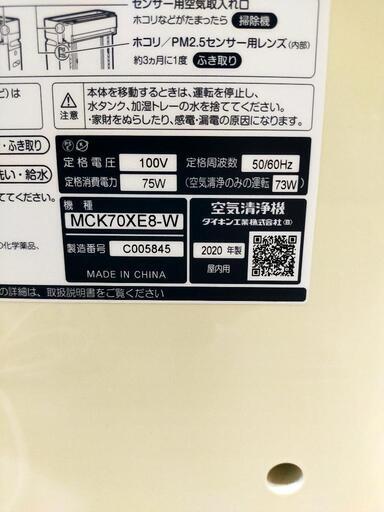 センサー用空気取入れ口
ホコリなどがたまったら 掃除機
ホコリ/PM2.5センサー用レンズ(内部)
約3ヵ月に1度 ふき取り
ど)は
・ふき取り
洗い・給水
の化学薬品、
注意
本体を移動するときは、運転を停止し、
水タンク、加湿トレーの水を捨ててください。
・家財をぬらしたり、感電・漏電の原因になります。
定格電圧 100V 定格周波数 50/60Hz
定格消費電力 75W (空気清浄のみの運転 73W)
機種 MCK70XE8-W
製造番号 C005845
MADE IN CHINA
2020 年製
屋内用
空気清浄機
ダイキン工業株式会社
の詳細は、取扱説明書をご覧ください